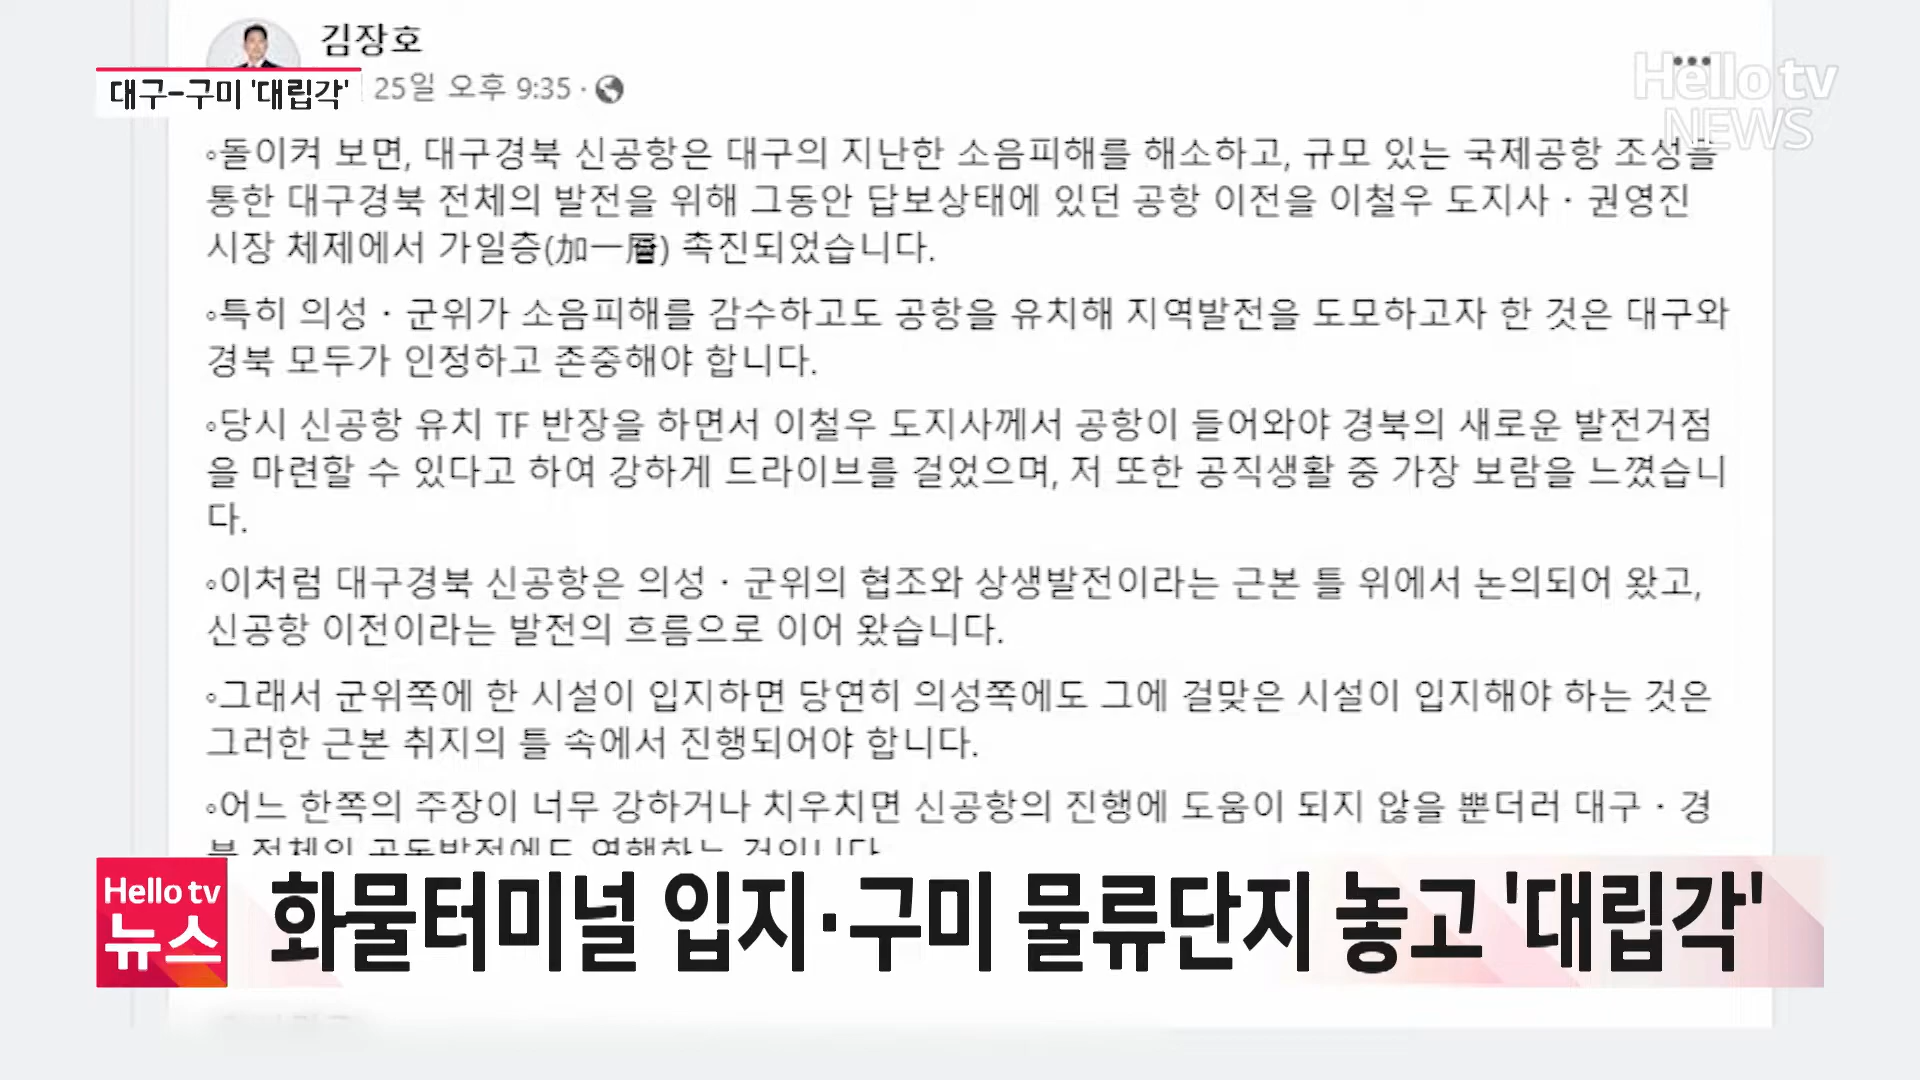 김장호
대구-구미 '대립각'
25일 오후 9:35 ·
Hello tv
NEWS
◦돌이켜 보면, 대구경북 신공항은 대구의 지난한 소음피해를 해소하고, 규모 있는 국제공항 조성을
통한 대구경북 전체의 발전을 위해 그동안 답보상태에 있던 공항 이전을 이철우 도지사 · 권영진
시장 체제에서 가일층(加一層) 촉진되었습니다.
◦특히 의성 · 군위가 소음피해를 감수하고도 공항을 유치해 지역발전을 도모하고자 한 것은 대구와
경북 모두가 인정하고 존중해야 합니다.
◦당시 신공항 유치 TF 반장을 하면서 이철우 도지사께서 공항이 들어와야 경북의 새로운 발전거점
을 마련할 수 있다고 하여 강하게 드라이브를 걸었으며, 저 또한 공직생활 중 가장 보람을 느꼈습니
다.
◦이처럼 대구경북 신공항은 의성 · 군위의 협조와 상생발전이라는 근본 틀 위에서 논의되어 왔고,
신공항 이전이라는 발전의 흐름으로 이어 왔습니다.
◦그래서 군위쪽에 한 시설이 입지하면 당연히 의성쪽에도 그에 걸맞은 시설이 입지해야 하는 것은
그러한 근본 취지의 틀 속에서 진행되어야 합니다.
◦어느 한쪽의 주장이 너무 강하거나 치우치면 신공항의 진행에 도움이 되지 않을 뿐더러 대구 · 경
북 전체의 공동발전에도 역행하는 것입니다
Hello tv
뉴스
화물터미널 입지·구미 물류단지 놓고 '대립각'